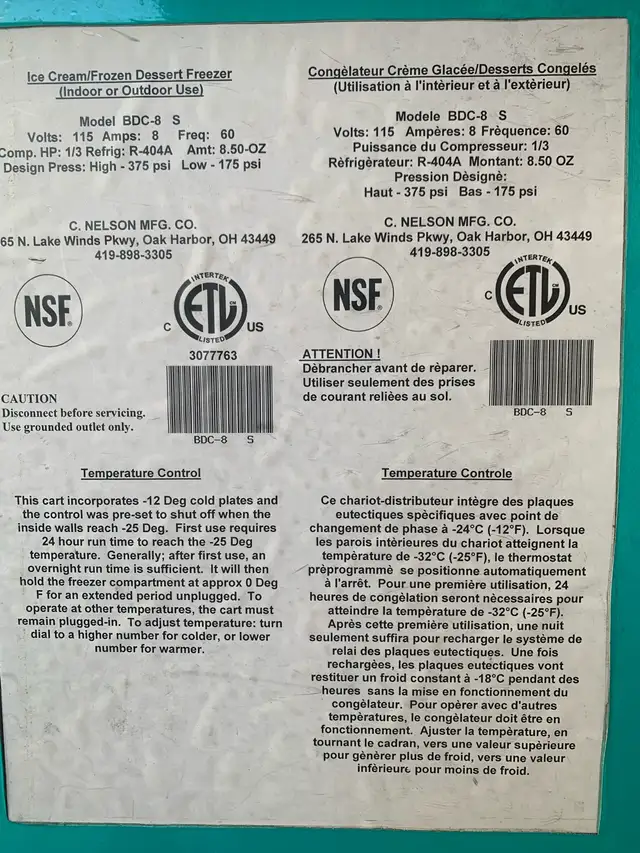 Ice Cream/Frozen Dessert Freezer
(Indoor or Outdoor Use)
Model BDC-8 S
Volts: 115 Amps: 8 Freq: 60
Comp. HP: 1/3 Refrig: R-404A Amt: 8.50-OZ
Design Press: High - 375 psi Low - 175 psi
C. NELSON MFG. CO.
65 N. Lake Winds Pkwy, Oak Harbor, OH 43449
419-898-3305
NSF®
INTERTEK
ETL CM
C US
LISTED
3077763
CAUTION
Disconnect before servicing.
Use grounded outlet only.
BDC-8 S
Temperature Control
This cart incorporates -12 Deg cold plates and
the control was pre-set to shut off when the
inside walls reach -25 Deg. First use requires
24 hour run time to reach the -25 Deg
temperature. Generally; after first use, an
overnight run time is sufficient. It will then
hold the freezer compartment at approx 0 Deg
F for an extended period unplugged. To
operate at other temperatures, the cart must
remain plugged-in. To adjust temperature: turn
dial to a higher number for colder, or lower
number for warmer.
Congèlateur Crème Glacée/Desserts Congelés
(Utilisation à l'intèrieur et à l'extèrieur)
Modele BDC-8 S
Volts: 115 Ampères: 8 Frèquence: 60
Puissance du Compresseur: 1/3
Rèfrigèrateur: R-404A Montant: 8.50 OZ
Pression Dèsignè:
Haut - 375 psi Bas - 175 psi
C. NELSON MFG. CO.
265 N. Lake Winds Pkwy, Oak Harbor, OH 43449
419-898-3305
NSF®
INTERTEK
ETL CM
C US
LISTED
ATTENTION !
Dèbrancher avant de rèparer.
Utiliser seulement des prises
de courant relièes au sol.
BDC-8 S
Temperature Controle
Ce chariot-distributeur intègre des plaques
eutectiques spècifiques avec point de
changement de phase à -24°C (-12°F). Lorsque
les parois intèrieures du chariot atteignent la
tempèrature de -32°C (-25°F), le thermostat
prèprogrammè se positionne automatiquement
à l'arrêt. Pour une première utilisation, 24
heures de congèlation seront nècessaires pour
atteindre la tempèrature de -32°C (-25°F).
Après cette première utilisation, une nuit
seulement suffira pour recharger le système de
relai des plaques eutectiques. Une fois
rechargèes, les plaques eutectiques vont
restituer un froid constant à -18°C pendant des
heures sans la mise en fonctionnement du
congèlateur. Pour opèrer avec d'autres
tempèratures, le congèlateur doit être en
fonctionnement. Ajuster la tempèrature, en
tournant le cadran, vers une valeur supèrieure
pour gènèrer plus de froid, vers une valeur
infèrieure pour moins de froid.